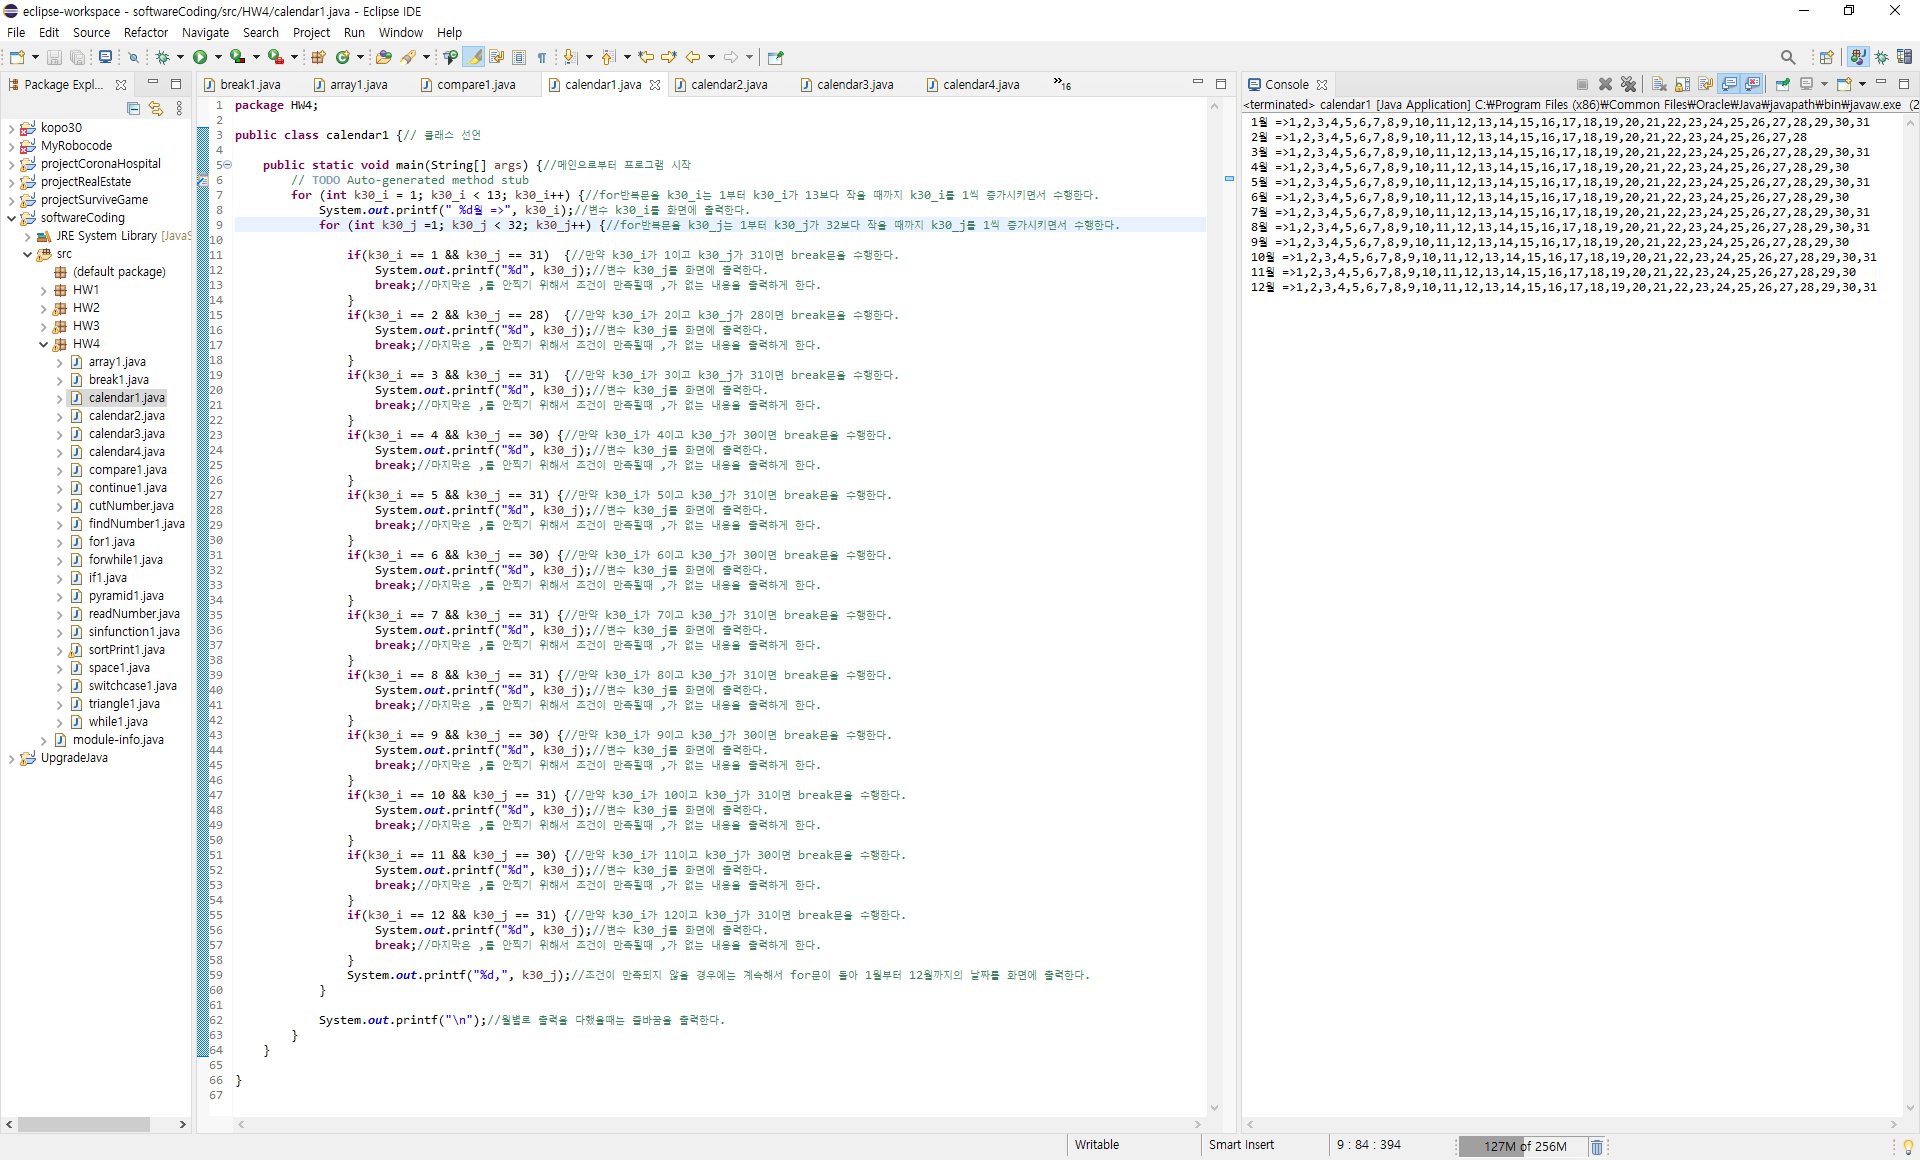 eclipse-workspace - softwareCoding/src/HW4/calendar1.java - Eclipse IDE
File Edit Source Refactor Navigate Search Project Run Window Help
Package Expl...
kopo30
MyRobocode
projectCoronaHospital
projectRealEstate
projectSurviveGame
softwareCoding
JRE System Library [JavaS
src
(default package)
HW1
HW2
HW3
HW4
array1.java
break1.java
calendar1.java
calendar2.java
calendar3.java
calendar4.java
compare1.java
continue1.java
cutNumber.java
findNumber1.java
for1.java
forwhile1.java
if1.java
pyramid1.java
readNumber.java
sinfunction1.java
sortPrint1.java
space1.java
switchcase1.java
triangle1.java
while1.java
module-info.java
UpgradeJava
break1.java array1.java compare1.java calendar1.java calendar2.java calendar3.java calendar4.java »16
1 package HW4;
2
3 public class calendar1 {// 클래스 선언
4
5 public static void main(String[] args) {//메인으로부터 프로그램 시작
6 // TODO Auto-generated method stub
7 for (int k30_i = 1; k30_i < 13; k30_i++) {//for반복문을 k30_i는 1부터 k30_i가 13보다 작을 때까지 k30_i를 1씩 증가시키면서 수행한다.
8 System.out.printf(" %d월 =>", k30_i);//변수 k30_i를 화면에 출력한다.
9 for (int k30_j =1; k30_j < 32; k30_j++) {//for반복문을 k30_j는 1부터 k30_j가 32보다 작을 때까지 k30_j를 1씩 증가시키면서 수행한다.
10
11 if(k30_i == 1 && k30_j == 31)  {//만약 k30_i가 1이고 k30_j가 31이면 break문을 수행한다.
12 System.out.printf("%d", k30_j);//변수 k30_j를 화면에 출력한다.
13 break;//마지막은 ,를 안찍기 위해서 조건이 만족될때 ,가 없는 내용을 출력하게 한다.
14 }
15 if(k30_i == 2 && k30_j == 28)  {//만약 k30_i가 2이고 k30_j가 28이면 break문을 수행한다.
16 System.out.printf("%d", k30_j);//변수 k30_j를 화면에 출력한다.
17 break;//마지막은 ,를 안찍기 위해서 조건이 만족될때 ,가 없는 내용을 출력하게 한다.
18 }
19 if(k30_i == 3 && k30_j == 31)  {//만약 k30_i가 3이고 k30_j가 31이면 break문을 수행한다.
20 System.out.printf("%d", k30_j);//변수 k30_j를 화면에 출력한다.
21 break;//마지막은 ,를 안찍기 위해서 조건이 만족될때 ,가 없는 내용을 출력하게 한다.
22 }
23 if(k30_i == 4 && k30_j == 30) {//만약 k30_i가 4이고 k30_j가 30이면 break문을 수행한다.
24 System.out.printf("%d", k30_j);//변수 k30_j를 화면에 출력한다.
25 break;//마지막은 ,를 안찍기 위해서 조건이 만족될때 ,가 없는 내용을 출력하게 한다.
26 }
27 if(k30_i == 5 && k30_j == 31) {//만약 k30_i가 5이고 k30_j가 31이면 break문을 수행한다.
28 System.out.printf("%d", k30_j);//변수 k30_j를 화면에 출력한다.
29 break;//마지막은 ,를 안찍기 위해서 조건이 만족될때 ,가 없는 내용을 출력하게 한다.
30 }
31 if(k30_i == 6 && k30_j == 30) {//만약 k30_i가 6이고 k30_j가 30이면 break문을 수행한다.
32 System.out.printf("%d", k30_j);//변수 k30_j를 화면에 출력한다.
33 break;//마지막은 ,를 안찍기 위해서 조건이 만족될때 ,가 없는 내용을 출력하게 한다.
34 }
35 if(k30_i == 7 && k30_j == 31) {//만약 k30_i가 7이고 k30_j가 31이면 break문을 수행한다.
36 System.out.printf("%d", k30_j);//변수 k30_j를 화면에 출력한다.
37 break;//마지막은 ,를 안찍기 위해서 조건이 만족될때 ,가 없는 내용을 출력하게 한다.
38 }
39 if(k30_i == 8 && k30_j == 31) {//만약 k30_i가 8이고 k30_j가 31이면 break문을 수행한다.
40 System.out.printf("%d", k30_j);//변수 k30_j를 화면에 출력한다.
41 break;//마지막은 ,를 안찍기 위해서 조건이 만족될때 ,가 없는 내용을 출력하게 한다.
42 }
43 if(k30_i == 9 && k30_j == 30) {//만약 k30_i가 9이고 k30_j가 30이면 break문을 수행한다.
44 System.out.printf("%d", k30_j);//변수 k30_j를 화면에 출력한다.
45 break;//마지막은 ,를 안찍기 위해서 조건이 만족될때 ,가 없는 내용을 출력하게 한다.
46 }
47 if(k30_i == 10 && k30_j == 31) {//만약 k30_i가 10이고 k30_j가 31이면 break문을 수행한다.
48 System.out.printf("%d", k30_j);//변수 k30_j를 화면에 출력한다.
49 break;//마지막은 ,를 안찍기 위해서 조건이 만족될때 ,가 없는 내용을 출력하게 한다.
50 }
51 if(k30_i == 11 && k30_j == 30) {//만약 k30_i가 11이고 k30_j가 30이면 break문을 수행한다.
52 System.out.printf("%d", k30_j);//변수 k30_j를 화면에 출력한다.
53 break;//마지막은 ,를 안찍기 위해서 조건이 만족될때 ,가 없는 내용을 출력하게 한다.
54 }
55 if(k30_i == 12 && k30_j == 31) {//만약 k30_i가 12이고 k30_j가 31이면 break문을 수행한다.
56 System.out.printf("%d", k30_j);//변수 k30_j를 화면에 출력한다.
57 break;//마지막은 ,를 안찍기 위해서 조건이 만족될때 ,가 없는 내용을 출력하게 한다.
58 }
59 System.out.printf("%d,", k30_j);//조건이 만족되지 않을 경우에는 계속해서 for문이 돌아 1월부터 12월까지의 날짜를 화면에 출력한다.
60 }
61
62 System.out.printf("\n");//월별로 출력을 다했을때는 줄바꿈을 출력한다.
63 }
64 }
65
66 }
67
Console
<terminated> calendar1 [Java Application] C:₩Program Files (x86)₩Common Files₩Oracle₩Java₩javapath₩bin₩javaw.exe (2
1월 =>1,2,3,4,5,6,7,8,9,10,11,12,13,14,15,16,17,18,19,20,21,22,23,24,25,26,27,28,29,30,31
2월 =>1,2,3,4,5,6,7,8,9,10,11,12,13,14,15,16,17,18,19,20,21,22,23,24,25,26,27,28
3월 =>1,2,3,4,5,6,7,8,9,10,11,12,13,14,15,16,17,18,19,20,21,22,23,24,25,26,27,28,29,30,31
4월 =>1,2,3,4,5,6,7,8,9,10,11,12,13,14,15,16,17,18,19,20,21,22,23,24,25,26,27,28,29,30
5월 =>1,2,3,4,5,6,7,8,9,10,11,12,13,14,15,16,17,18,19,20,21,22,23,24,25,26,27,28,29,30,31
6월 =>1,2,3,4,5,6,7,8,9,10,11,12,13,14,15,16,17,18,19,20,21,22,23,24,25,26,27,28,29,30
7월 =>1,2,3,4,5,6,7,8,9,10,11,12,13,14,15,16,17,18,19,20,21,22,23,24,25,26,27,28,29,30,31
8월 =>1,2,3,4,5,6,7,8,9,10,11,12,13,14,15,16,17,18,19,20,21,22,23,24,25,26,27,28,29,30,31
9월 =>1,2,3,4,5,6,7,8,9,10,11,12,13,14,15,16,17,18,19,20,21,22,23,24,25,26,27,28,29,30
10월 =>1,2,3,4,5,6,7,8,9,10,11,12,13,14,15,16,17,18,19,20,21,22,23,24,25,26,27,28,29,30,31
11월 =>1,2,3,4,5,6,7,8,9,10,11,12,13,14,15,16,17,18,19,20,21,22,23,24,25,26,27,28,29,30
12월 =>1,2,3,4,5,6,7,8,9,10,11,12,13,14,15,16,17,18,19,20,21,22,23,24,25,26,27,28,29,30,31
Writable Smart Insert 9 : 84 : 394 127M of 256M